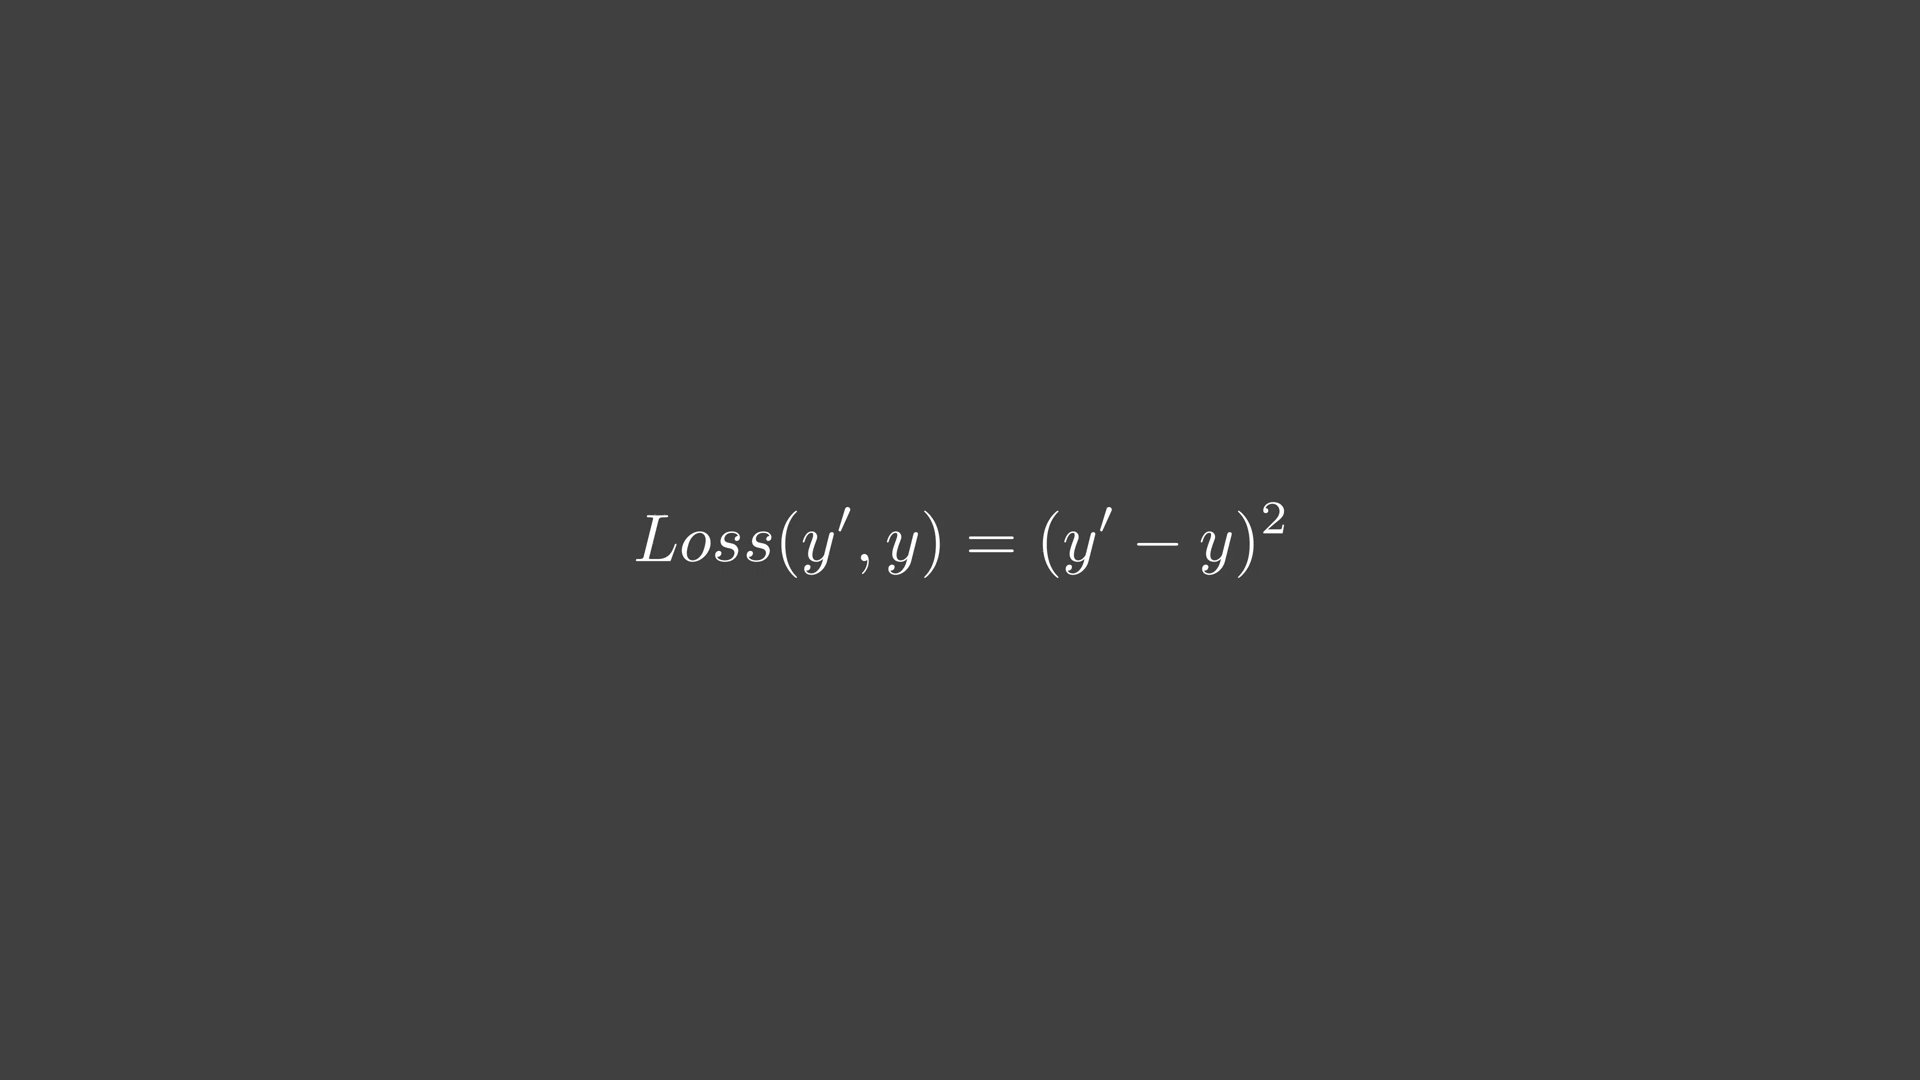 Loss(y′, y) = (y′ − y)²